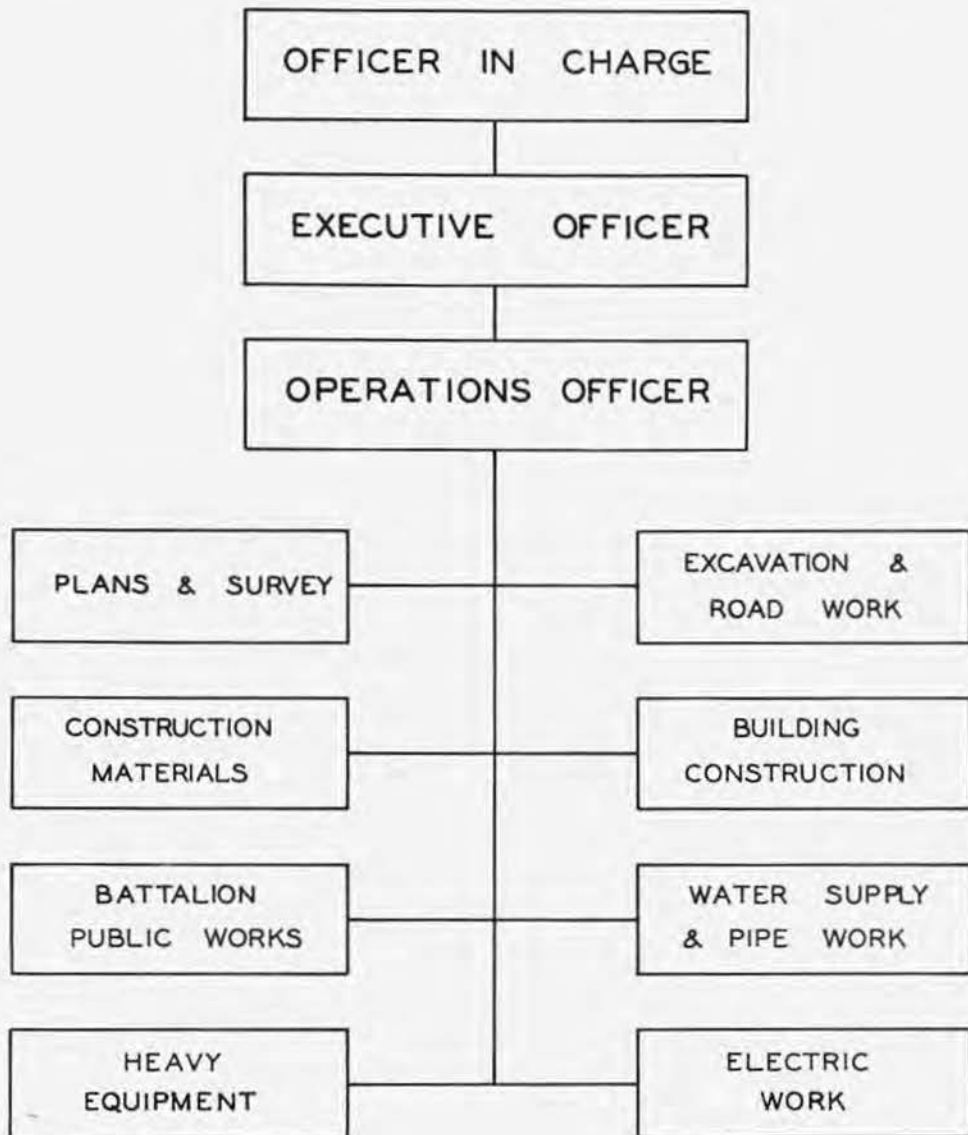 OFFICER IN CHARGE
EXECUTIVE OFFICER
OPERATIONS OFFICER
PLANS & SURVEY
EXCAVATION &
ROAD WORK
CONSTRUCTION
MATERIALS
BUILDING
CONSTRUCTION
BATTALION
PUBLIC WORKS
WATER SUPPLY
& PIPE WORK
HEAVY
EQUIPMENT
ELECTRIC
WORK